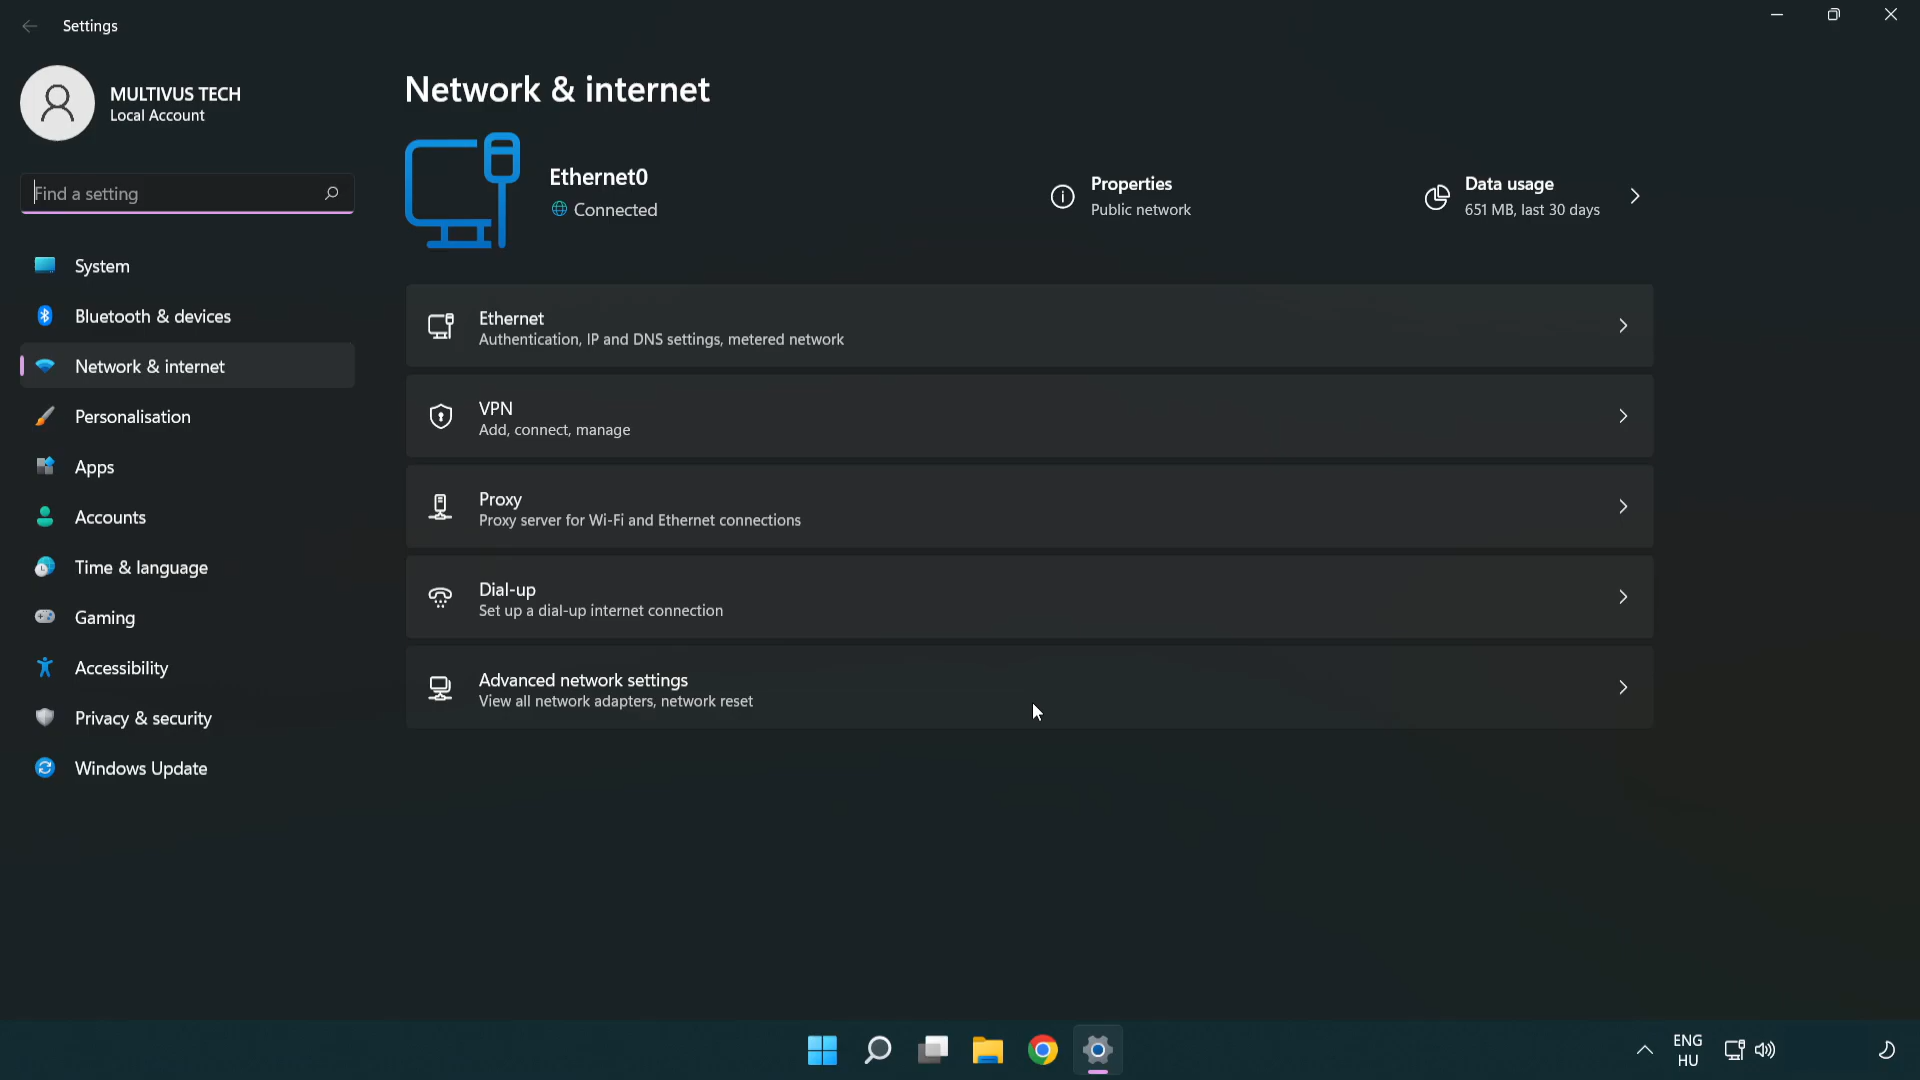 Settings
MULTIVUS TECH
Local Account
Find a setting
System
Bluetooth & devices
Network & internet
Personalisation
Apps
Accounts
Time & language
Gaming
Accessibility
Privacy & security
Windows Update
Network & internet
Ethernet0
Connected
Properties
Public network
Data usage
651 MB, last 30 days
Ethernet
Authentication, IP and DNS settings, metered network
VPN
Add, connect, manage
Proxy
Proxy server for Wi-Fi and Ethernet connections
Dial-up
Set up a dial-up internet connection
Advanced network settings
View all network adapters, network reset
ENG
HU